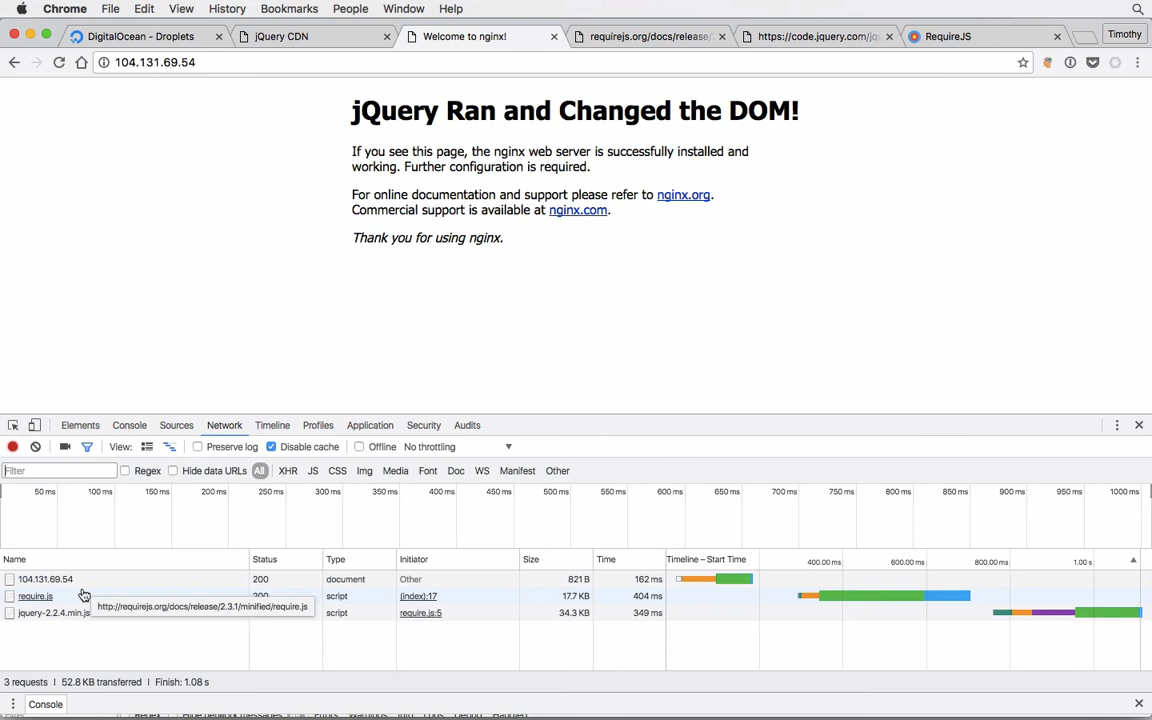 Chrome File Edit View History Bookmarks People Window Help
DigitalOcean - Droplets jQuery CDN Welcome to nginx! requirejs.org/docs/release/ https://code.jquery.com/jq RequireJS Timothy
104.131.69.54
jQuery Ran and Changed the DOM!
If you see this page, the nginx web server is successfully installed and
working. Further configuration is required.
For online documentation and support please refer to nginx.org.
Commercial support is available at nginx.com.
Thank you for using nginx.
Elements Console Sources Network Timeline Profiles Application Security Audits
View: Preserve log Disable cache Offline No throttling
Filter Regex Hide data URLs All XHR JS CSS Img Media Font Doc WS Manifest Other
50 ms 100 ms 150 ms 200 ms 250 ms 300 ms 350 ms 400 ms 450 ms 500 ms 550 ms 600 ms 650 ms 700 ms 750 ms 800 ms 850 ms 900 ms 950 ms 1000 ms
Name Status Type Initiator Size Time Timeline – Start Time 400.00 ms 600.00 ms 800.00 ms 1.00 s
104.131.69.54 200 document Other 821 B 162 ms
require.js 200 script (index):17 17.7 KB 404 ms
http://requirejs.org/docs/release/2.3.1/minified/require.js
jquery-2.2.4.min.js script require.js:5 34.3 KB 349 ms
3 requests | 52.8 KB transferred | Finish: 1.08 s
Console